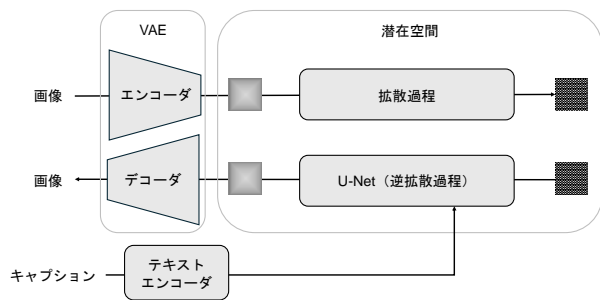 VAE
潜在空間
画像
エンコーダ
拡散過程
画像
デコーダ
U-Net（逆拡散過程）
キャプション
テキスト
エンコーダ